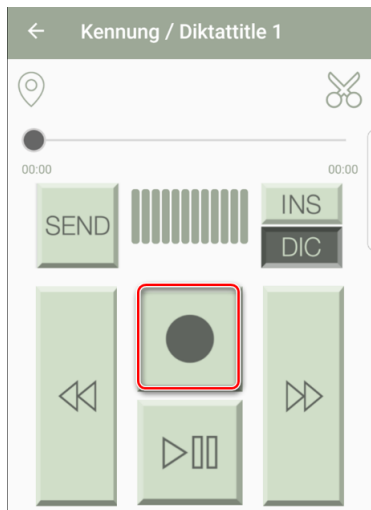 Kennung / Diktattitle 1
00:00 00:00
SEND
INS
DIC